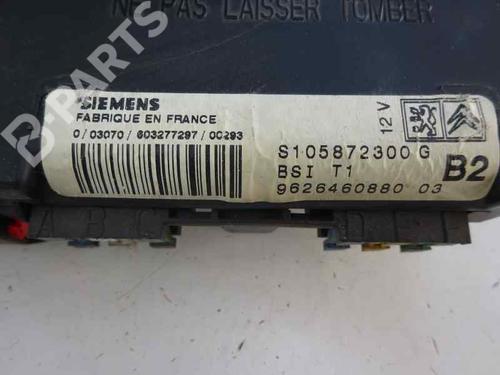 NE PAS LAISSER TOMBER
SIEMENS
FABRIQUE EN FRANCE
0/03070/603277297/00293
12 V
S105872300 G
BSI T1
B2
9626460880 03
A B C
B-PARTS
B-PARTS